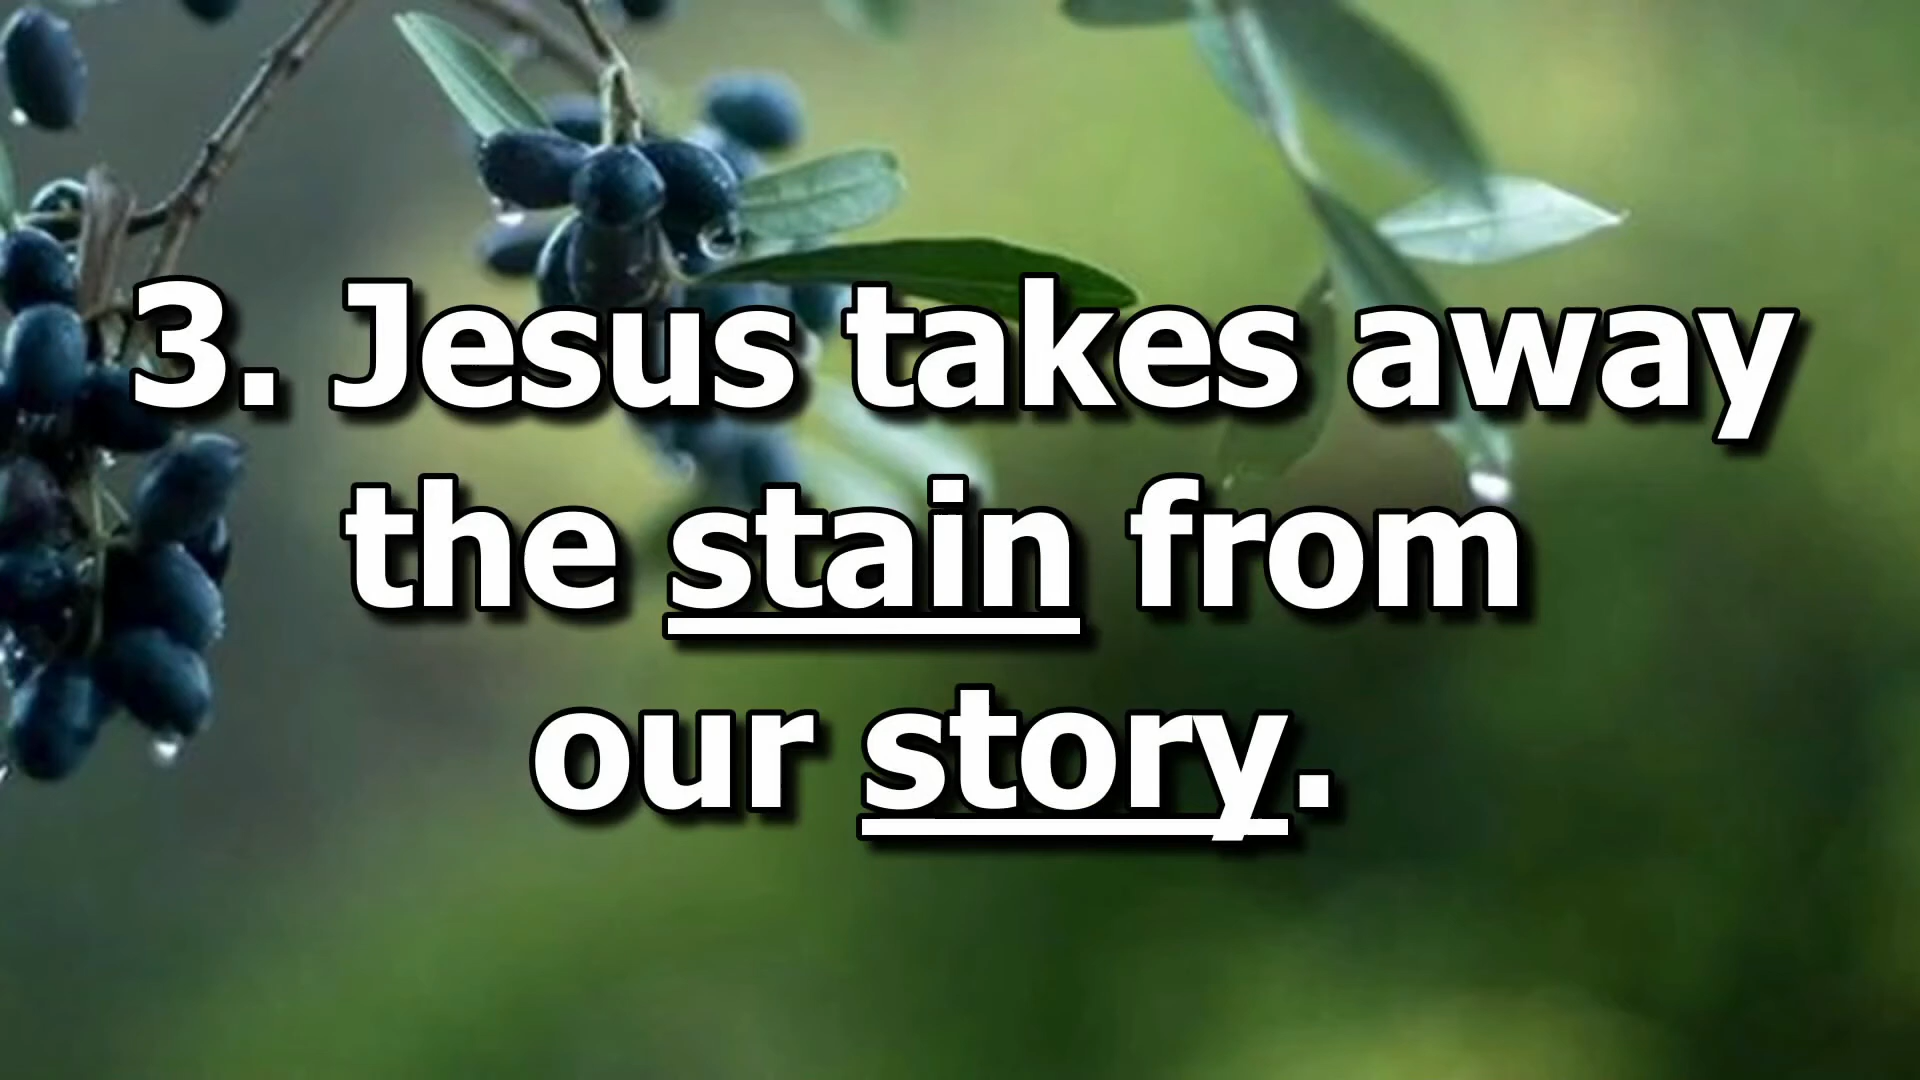 3. Jesus takes away
the stain from
our story.